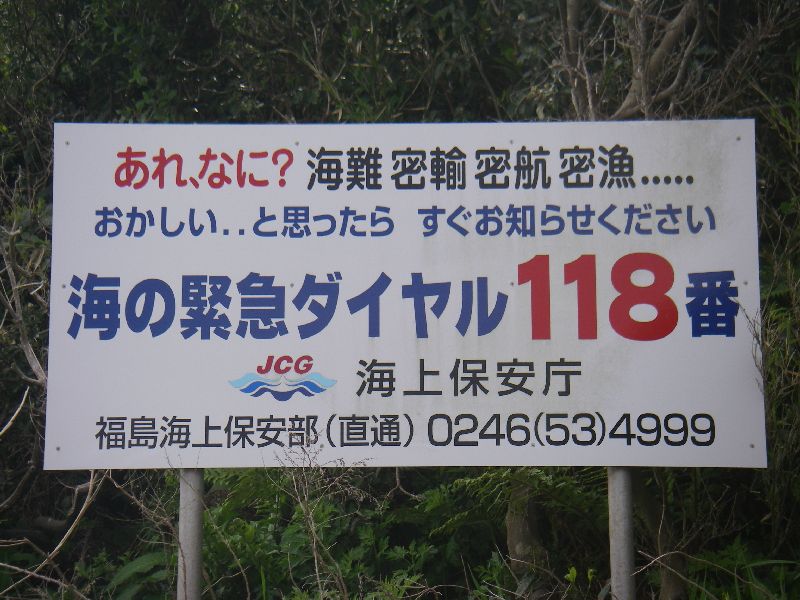 あれ、なに? 海難 密輸 密航 密漁.....
おかしい..と思ったら すぐお知らせください
海の緊急ダイヤル118番
JCG 海上保安庁
福島海上保安部(直通) 0246(53)4999